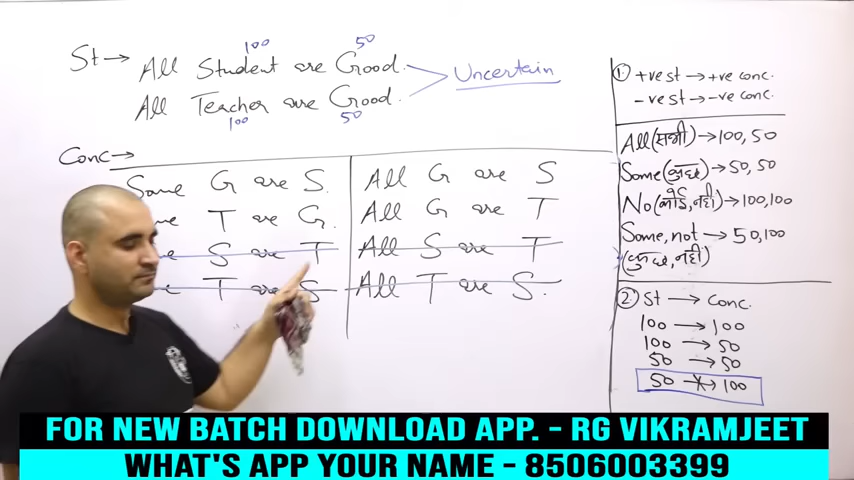 100 50
St → All Student are Good.
Uncertain
All Teacher are Good.
100 50
Conc →
Some G are S. All G are S
T are G. All G are T
S are T All S are T
T are S All T are S.
1. +ve st → +ve conc.
-ve st → -ve conc.
All (सभी) → 100, 50
Some (कुछ) → 50, 50
No (कोई, नहीं) → 100, 100
Some, not → 50, 100
(कुछ, नहीं)
2. St → Conc.
100 → 100
100 → 50
50 → 50
50 → 100
FOR NEW BATCH DOWNLOAD APP. - RG VIKRAMJEET
WHAT'S APP YOUR NAME - 8506003399